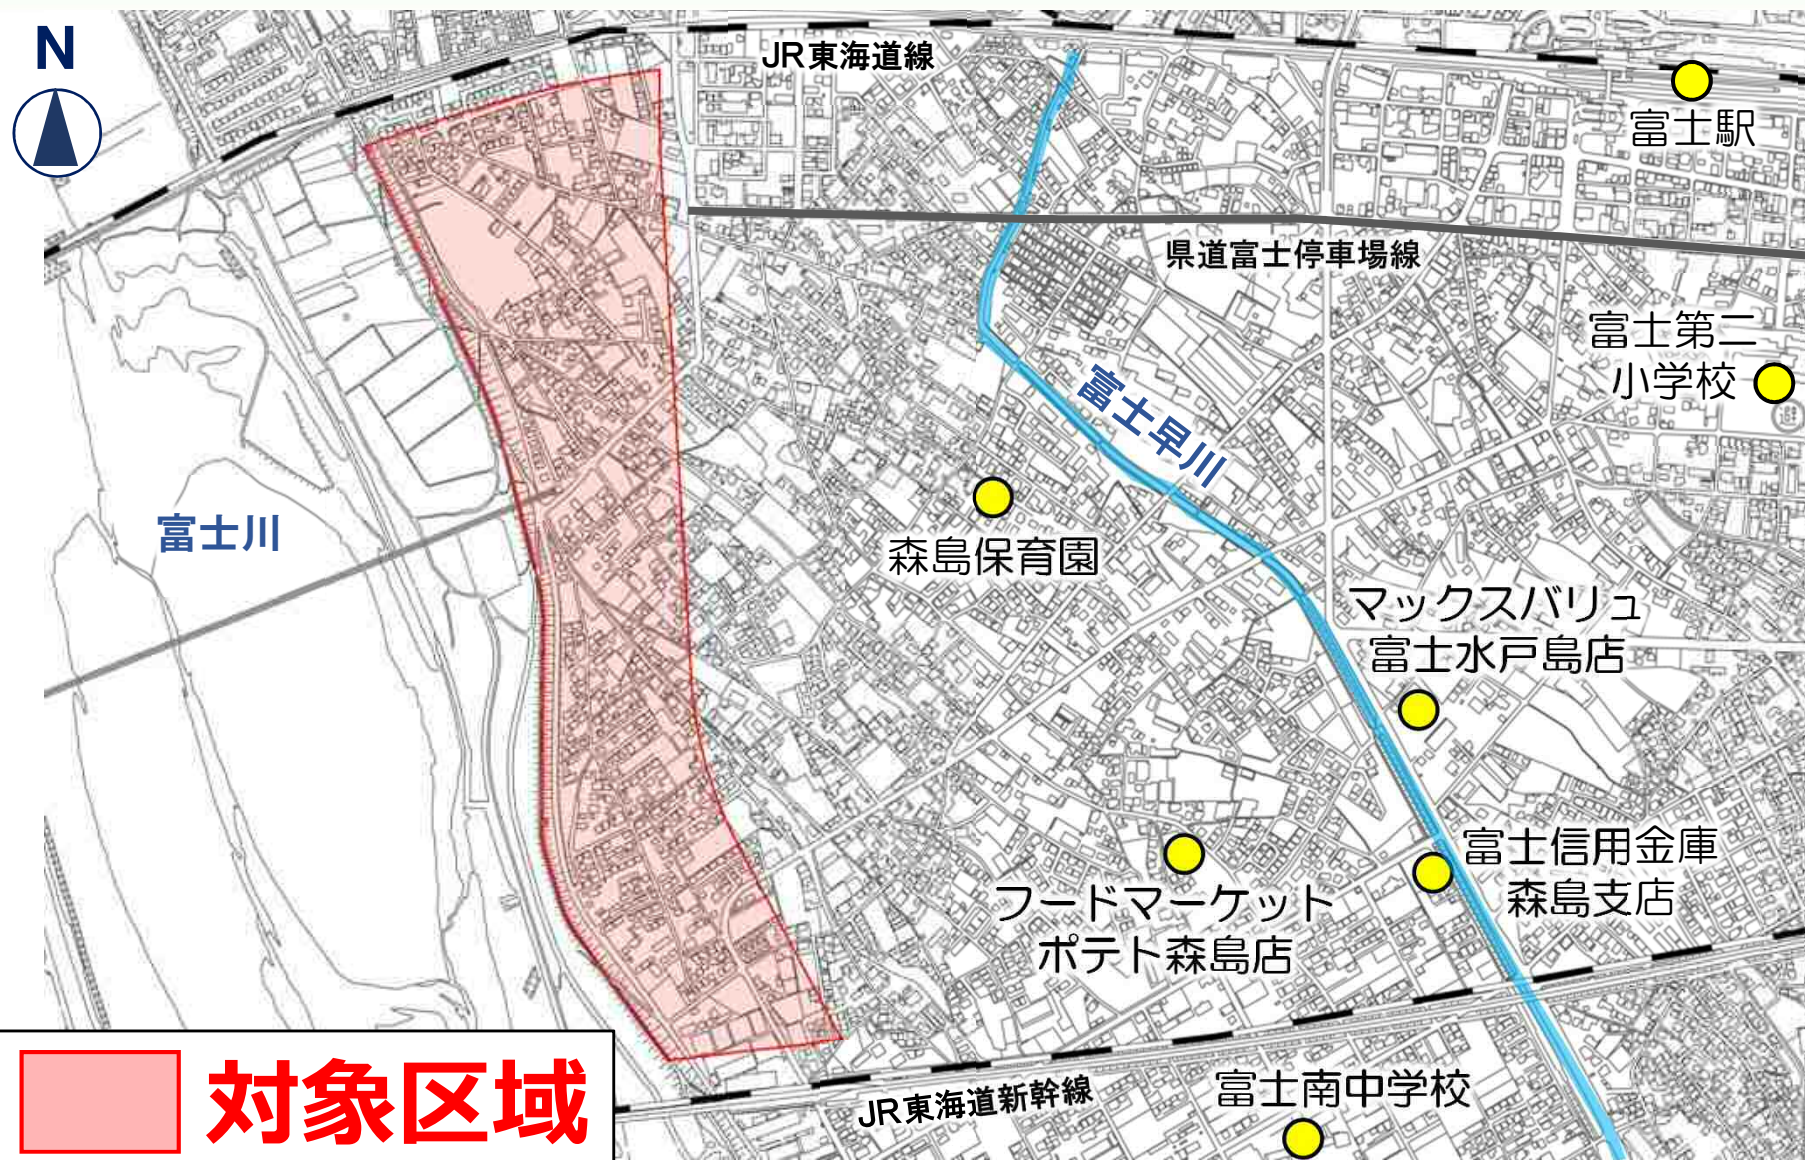 N
JR東海道線
富士駅
県道富士停車場線
富士第二
小学校
富士早川
富士川
森島保育園
マックスバリュ
富士水戸島店
富士信用金庫
森島支店
フードマーケット
ポテト森島店
JR東海道新幹線
富士南中学校
対象区域